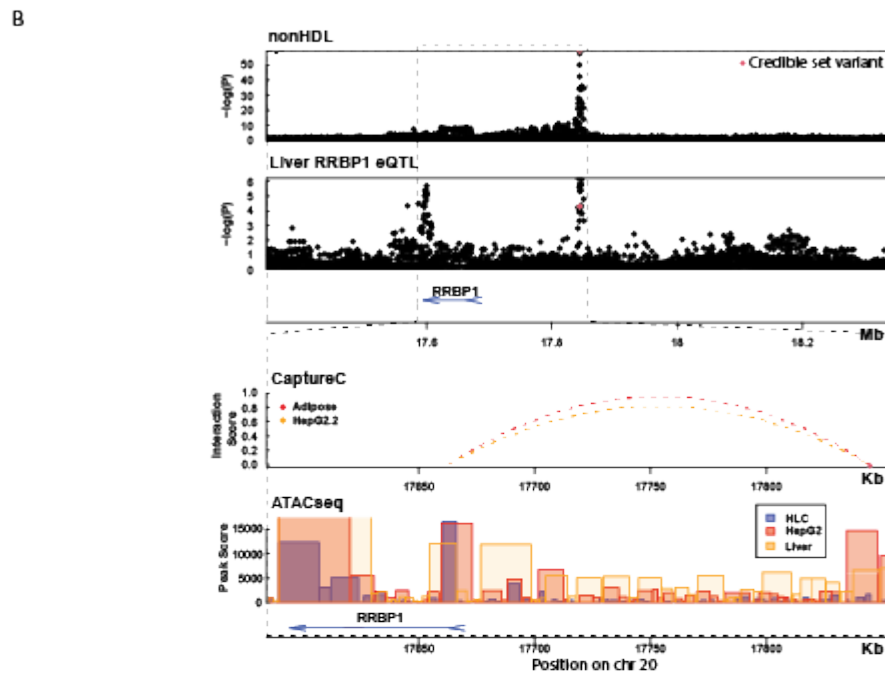 B
nonHDL
50
40
30
20
10
0
−log(P)
Credible set variant
Liver RRBP1 eQTL
6
5
4
3
2
1
0
−log(P)
RRBP1
17.6 17.8 18 18.2 Mb
CaptureC
Adipose
HepG2.2
1.0
0.8
0.6
0.4
0.2
0.0
Interaction
Score
17650 17700 17750 17800 Kb
ATACseq
HLC
HepG2
Liver
15000
10000
5000
0
Peak Score
RRBP1
17650 17700 17750 17800 Kb
Position on chr 20